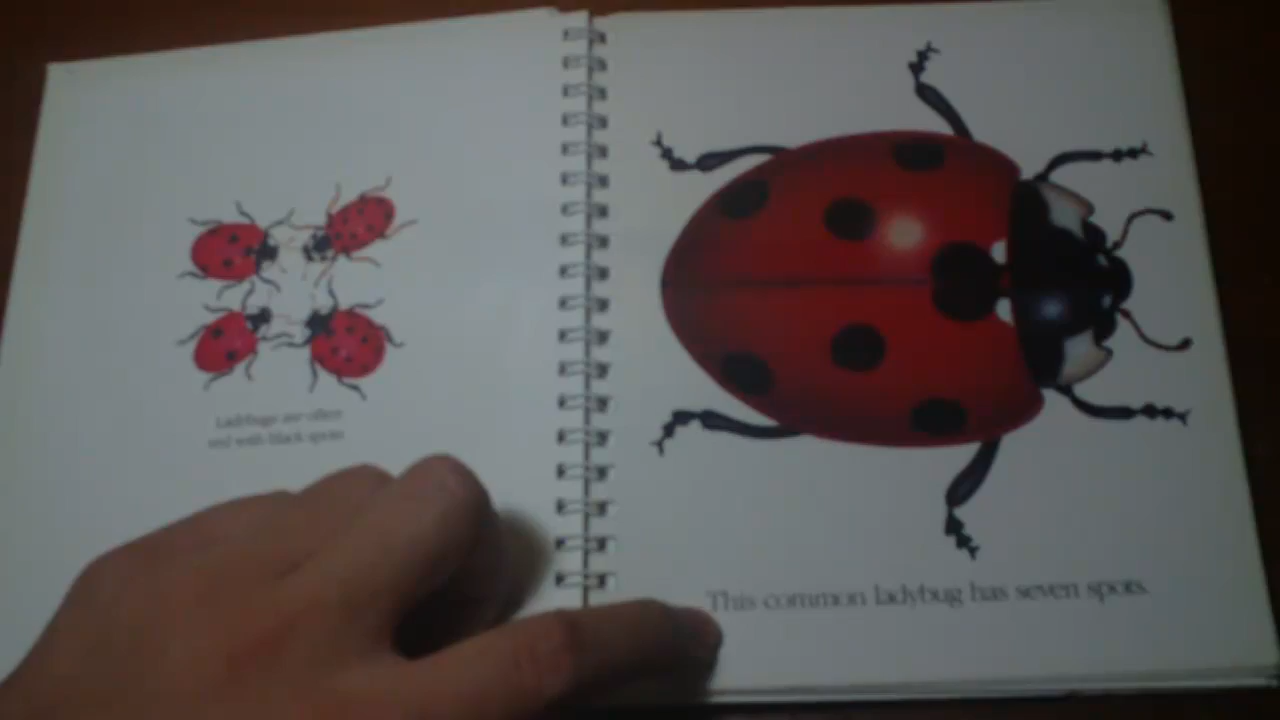 Ladybugs are often
red with black spots
This common ladybug has seven spots.